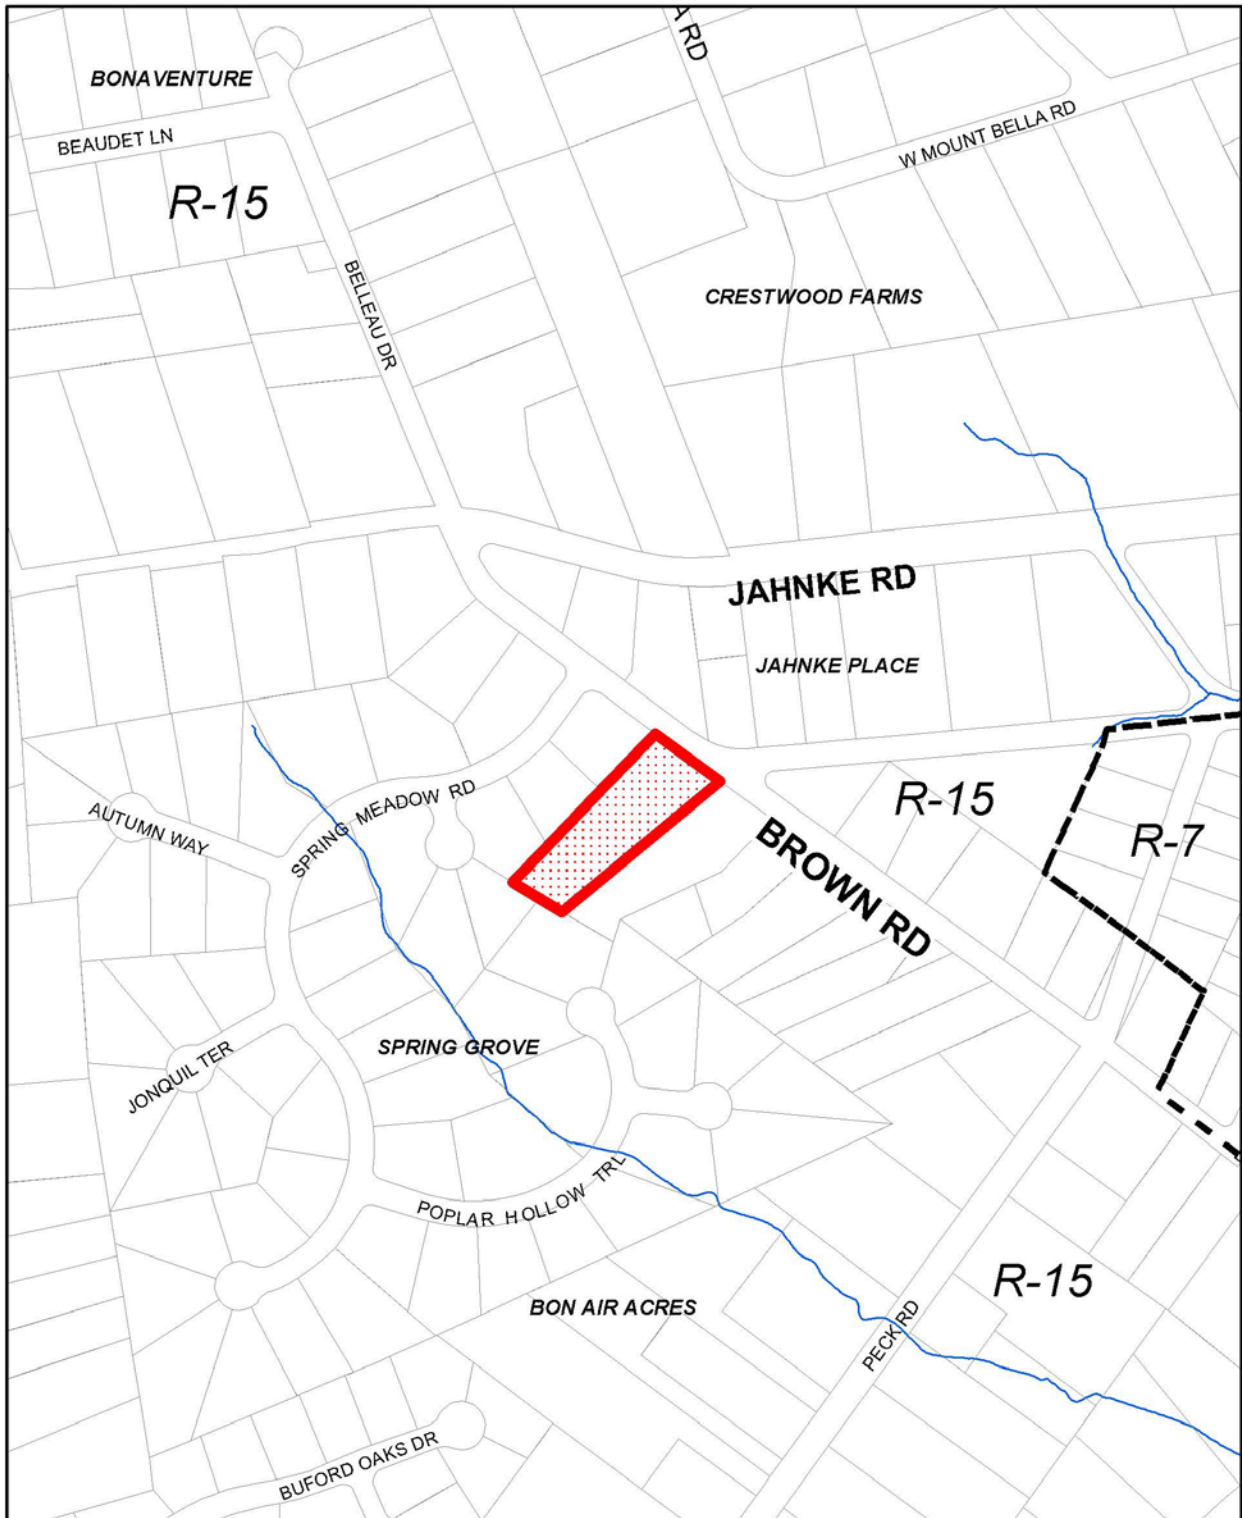 A RD
BONAVENTURE
BEAUDET LN
W MOUNT BELLA RD
R-15
BELLEAU DR
CRESTWOOD FARMS
JAHNKE RD
JAHNKE PLACE
AUTUMN WAY
SPRING MEADOW RD
R-15
R-7
BROWN RD
SPRING GROVE
JONQUIL TER
POPLAR HOLLOW TRL
R-15
BON AIR ACRES
PECK RD
BUFORD OAKS DR